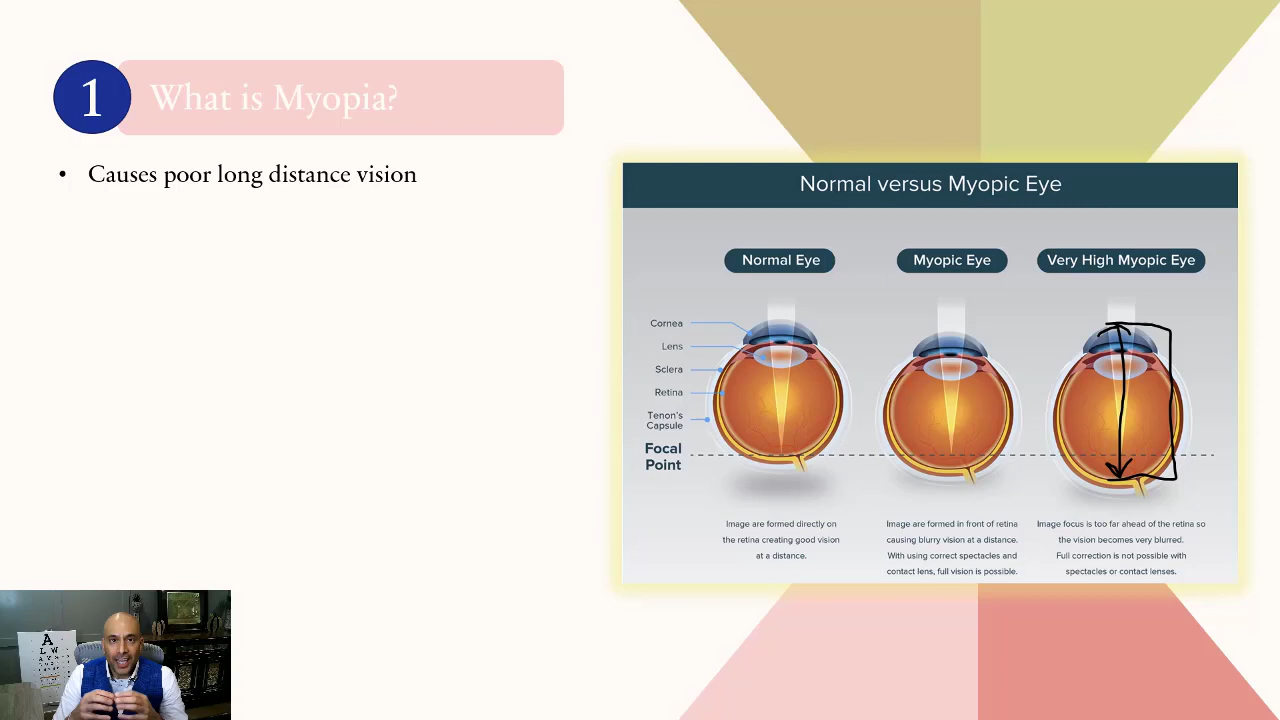 1
What is Myopia?
• Causes poor long distance vision
Normal versus Myopic Eye
Normal Eye
Myopic Eye
Very High Myopic Eye
Cornea
Lens
Sclera
Retina
Tenon's
Capsule
Focal
Point
Image are formed directly on
the retina creating good vision
at a distance.
Image are formed in front of retina
causing blurry vision at a distance.
With using correct spectacles and
contact lens, full vision is possible.
Image focus is too far ahead of the retina so
the vision becomes very blurred.
Full correction is not possible with
spectacles or contact lenses.
A